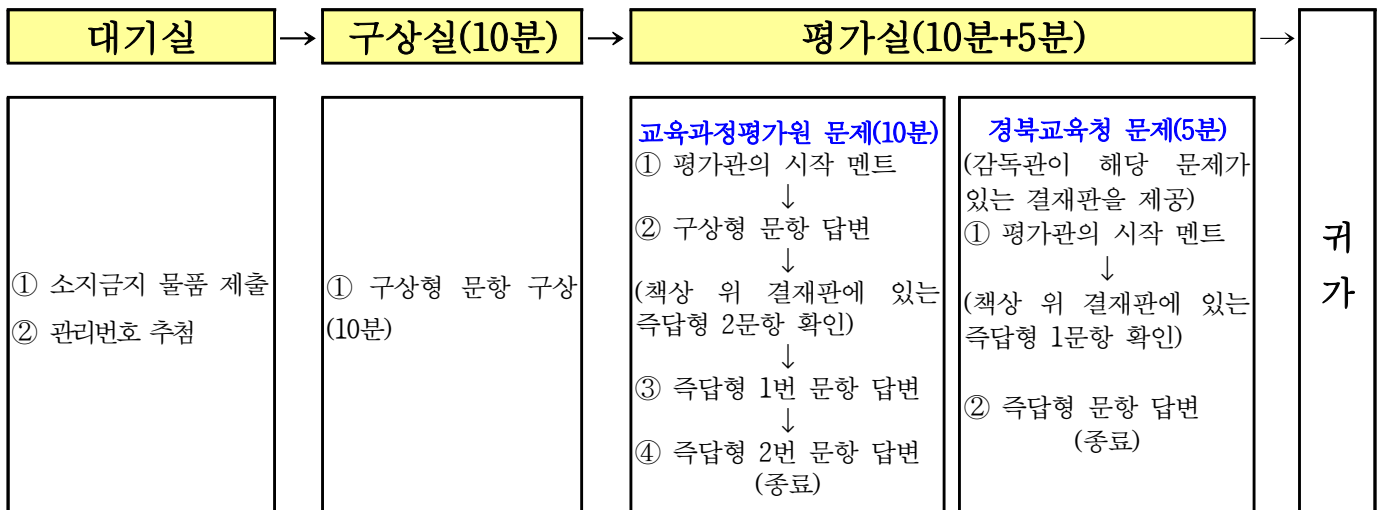 대기실 → 구상실(10분) → 평가실(10분+5분) →
① 소지금지 물품 제출
② 관리번호 추첨
① 구상형 문항 구상
(10분)
교육과정평가원 문제(10분)
① 평가관의 시작 멘트
↓
② 구상형 문항 답변
↓
(책상 위 결재판에 있는
즉답형 2문항 확인)
↓
③ 즉답형 1번 문항 답변
↓
④ 즉답형 2번 문항 답변
(종료)
경북교육청 문제(5분)
(감독관이 해당 문제가
있는 결재판을 제공)
① 평가관의 시작 멘트
↓
(책상 위 결재판에 있는
즉답형 1문항 확인)
② 즉답형 문항 답변
(종료)
귀
가